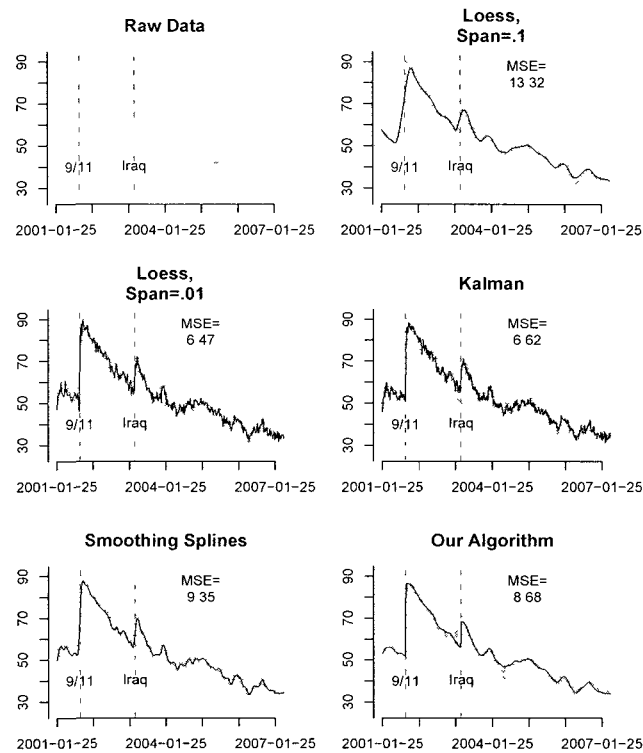 Raw Data
90
70
50
30
9/11
Iraq
2001-01-25
2004-01-25
2007-01-25
Loess,
Span=.1
MSE=
13 32
90
70
50
30
9/11
Iraq
2001-01-25
2004-01-25
2007-01-25
Loess,
Span=.01
MSE=
6 47
90
70
50
30
9/11
Iraq
2001-01-25
2004-01-25
2007-01-25
Kalman
MSE=
6 62
90
70
50
30
9/11
Iraq
2001-01-25
2004-01-25
2007-01-25
Smoothing Splines
MSE=
9 35
90
70
50
30
9/11
Iraq
2001-01-25
2004-01-25
2007-01-25
Our Algorithm
MSE=
8 68
90
70
50
30
9/11
Iraq
2001-01-25
2004-01-25
2007-01-25